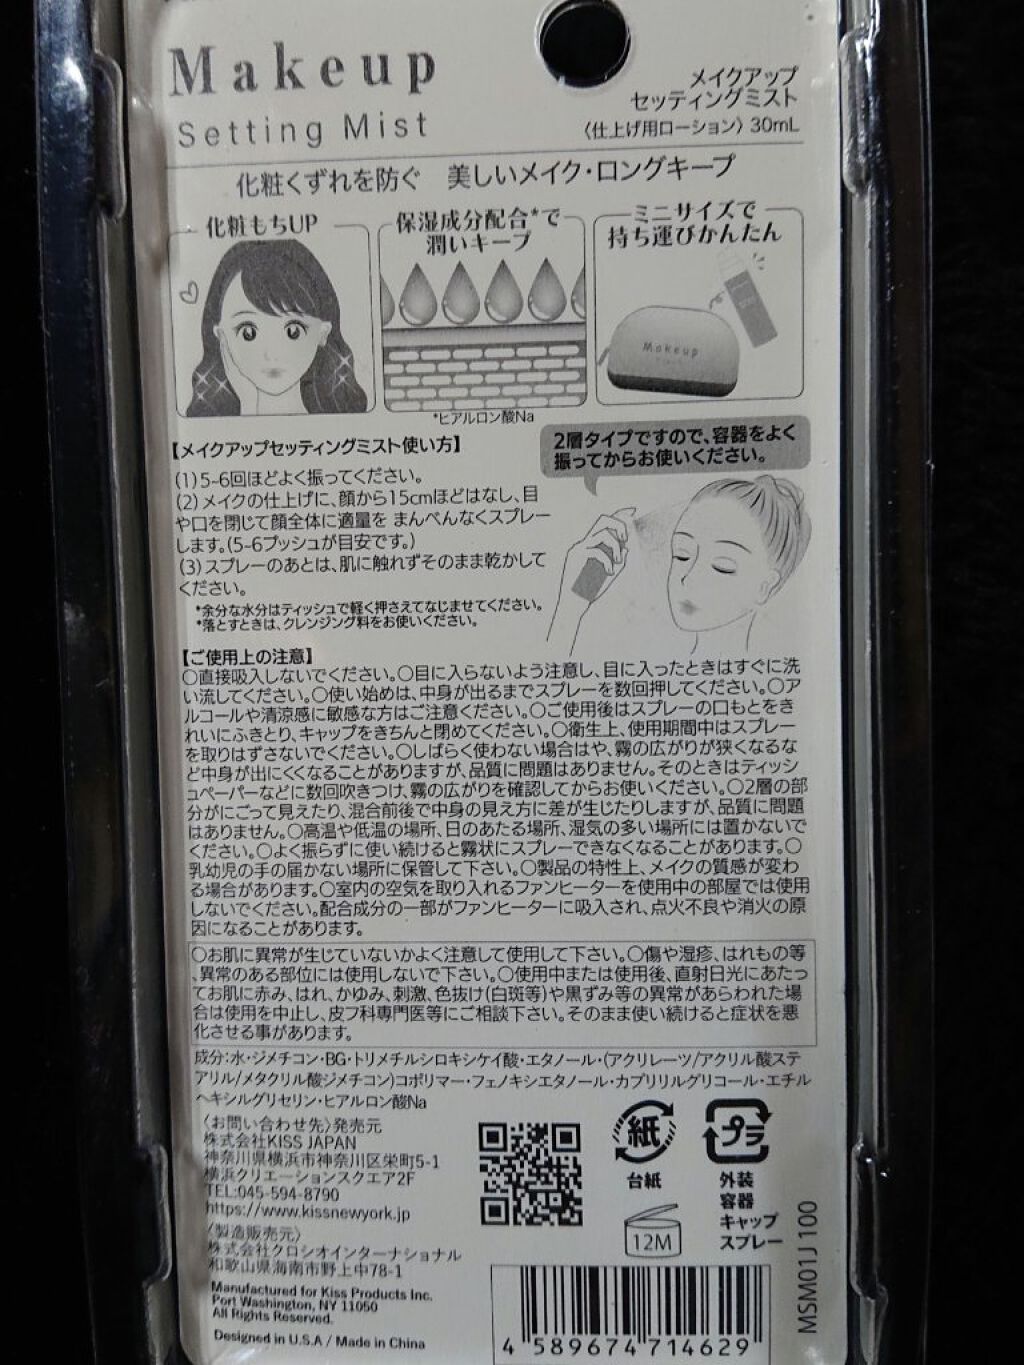 Makeup
Setting Mist
メイクアップ
セッティングミスト
〈仕上げ用ローション〉30mL
化粧くずれを防ぐ 美しいメイク・ロングキープ
化粧もちUP
保湿成分配合*で
潤いキープ
ミニサイズで
持ち運びかんたん
Makeup
*ヒアルロン酸Na
【メイクアップセッティングミスト使い方】
2層タイプですので、容器をよく
振ってからお使いください。
(1)5-6回ほどよく振ってください。
(2)メイクの仕上げに、顔から15cmほどはなし、目
や口を閉じて顔全体に適量を まんべんなくスプレー
します。(5-6プッシュが目安です。)
(3)スプレーのあとは、肌に触れずそのまま乾かして
ください。
*余分な水分はティッシュで軽く押さえてなじませてください。
*落とすときは、クレンジング料をお使いください。
【ご使用上の注意】
○直接吸入しないでください。○目に入らないよう注意し、目に入ったときはすぐに洗
い流してください。○使い始めは、中身が出るまでスプレーを数回押してください。○ア
ルコールや清涼感に敏感な方はご注意ください。○ご使用後はスプレーの口もとをき
れいにふきとり、キャップをきちんと閉めてください。○衛生上、使用期間中はスプレー
を取りはずさないでください。○しばらく使わない場合はや、霧の広がりが狭くなるな
ど中身が出にくくなることがありますが、品質に問題はありません。そのときはティッシ
ュペーパーなどに数回吹きつけ、霧の広がりを確認してからお使いください。○2層の部
分がにごって見えたり、混合前後で中身の見え方に差が生じたりしますが、品質に問題
はありません。○高温や低温の場所、日のあたる場所、湿気の多い場所には置かないで
ください。○よく振らずに使い続けると霧状にスプレーできなくなることがあります。○
乳幼児の手の届かない場所に保管して下さい。○製品の特性上、メイクの質感が変わ
る場合があります。○室内の空気を取り入れるファンヒーターを使用中の部屋では使用
しないでください。配合成分の一部がファンヒーターに吸入され、点火不良や消火の原
因になることがあります。
○お肌に異常が生じていないかよく注意して使用して下さい。○傷や湿疹、はれもの等
、異常のある部位には使用しないで下さい。○使用中または使用後、直射日光にあたっ
てお肌に赤み、はれ、かゆみ、刺激、色抜け(白斑等)や黒ずみ等の異常があらわれた場
合は使用を中止し、皮フ科専門医等にご相談下さい。そのまま使い続けると症状を悪
化させる事があります。
成分:水・ジメチコン・BG・トリメチルシロキシケイ酸・エタノール・(アクリレーツ/アクリル酸ステ
アリル/メタクリル酸ジメチコン)コポリマー・フェノキシエタノール・カプリリルグリコール・エチル
ヘキシルグリセリン・ヒアルロン酸Na
〈お問い合わせ先〉発売元
株式会社KISS JAPAN
神奈川県横浜市神奈川区栄町5-1
横浜クリエーションスクエア2F
TEL:045-594-8790
https://www.kissnewyork.jp
〈製造販売元〉
株式会社クロシオインターナショナル
和歌山県海南市野上中78-1
Manufactured for Kiss Products Inc.
Port Washington, NY 11050
All Rights Reserved.
Designed in U.S.A / Made in China
紙
台紙
プラ
外装
容器
キャップ
スプレー
12M
MSM01J 100
4 589674 714629